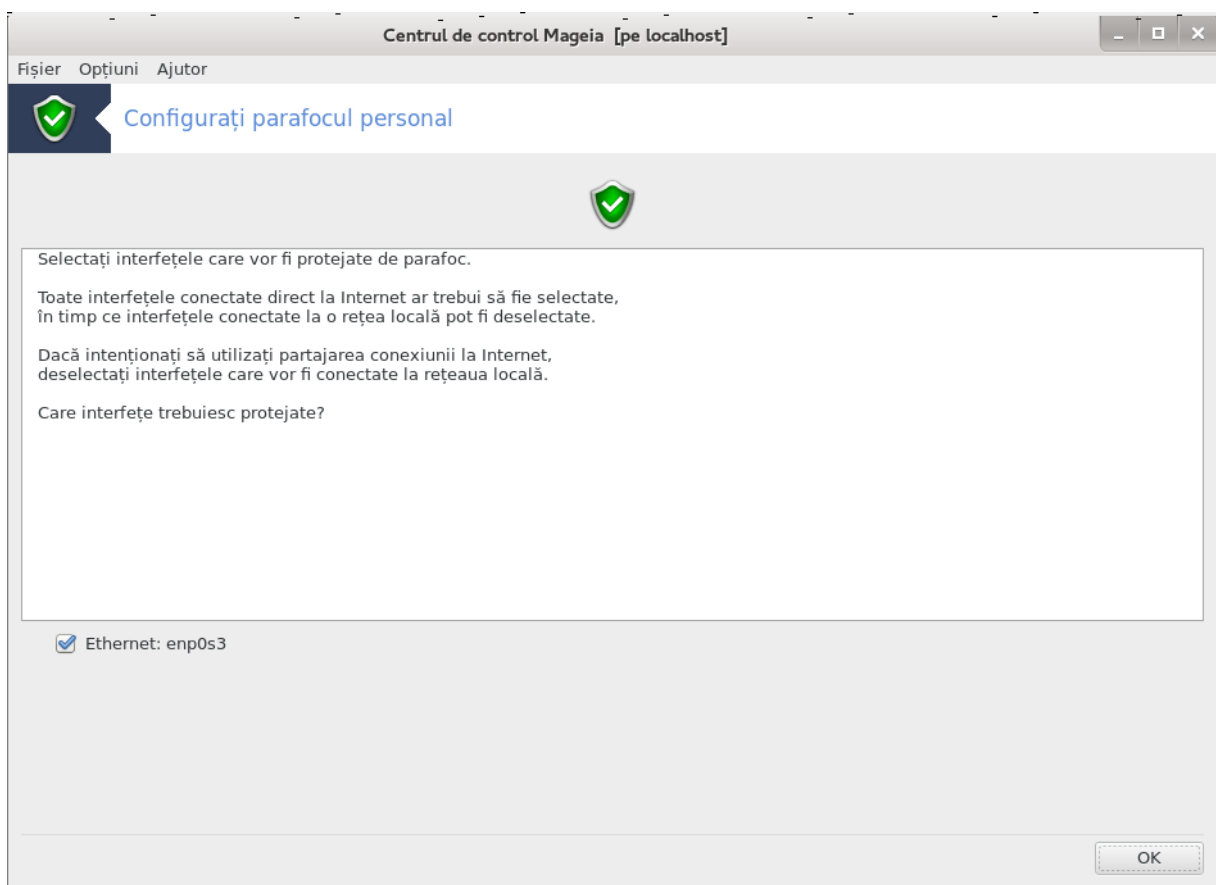 Centrul de control Mageia [pe localhost]
Fișier Opțiuni Ajutor
Configurați parafocul personal
Selectați interfețele care vor fi protejate de parafoc.
Toate interfețele conectate direct la Internet ar trebui să fie selectate,
în timp ce interfețele conectate la o rețea locală pot fi deselectate.
Dacă intenționați să utilizați partajarea conexiunii la Internet,
deselectați interfețele care vor fi conectate la rețeaua locală.
Care interfețe trebuiesc protejate?
Ethernet: enp0s3
OK